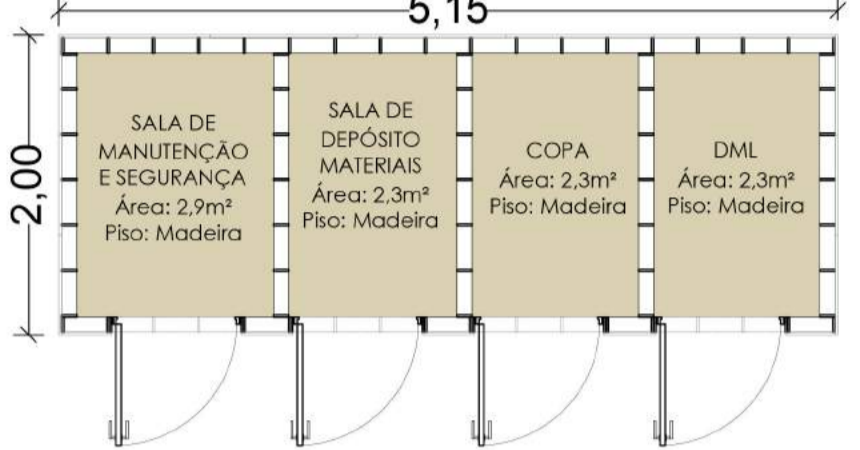 5,15
2,00
SALA DE
MANUTENÇÃO
E SEGURANÇA
Área: 2,9m²
Piso: Madeira
SALA DE
DEPÓSITO
MATERIAIS
Área: 2,3m²
Piso: Madeira
COPA
Área: 2,3m²
Piso: Madeira
DML
Área: 2,3m²
Piso: Madeira